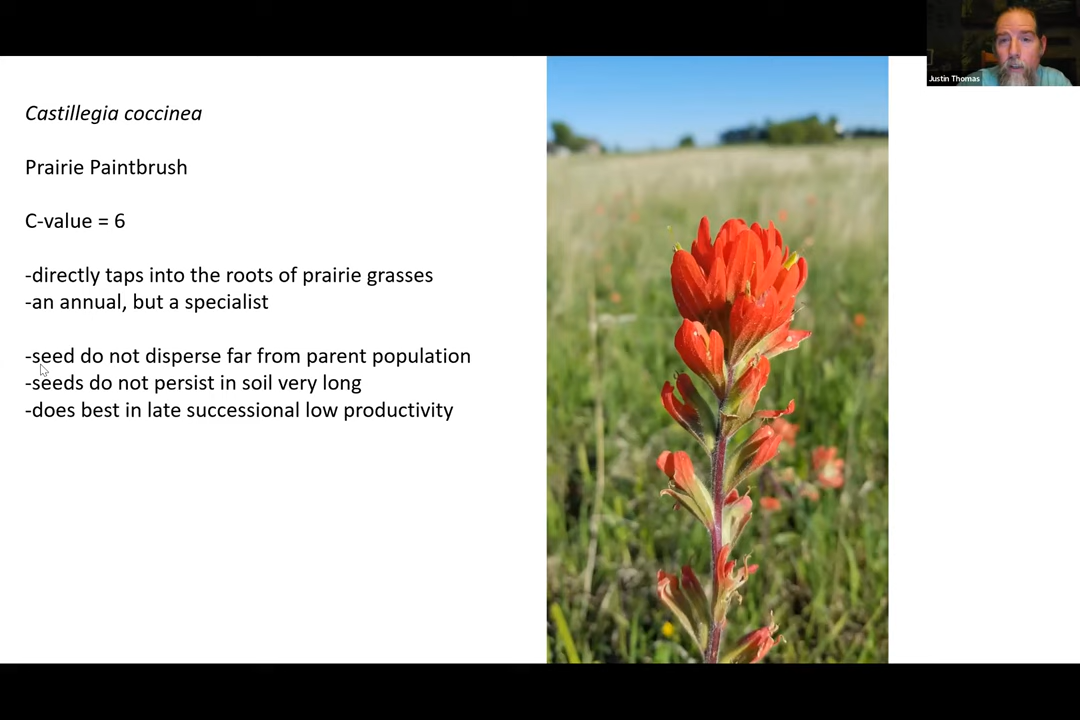 Castillegia coccinea
Prairie Paintbrush
C-value = 6
-directly taps into the roots of prairie grasses
-an annual, but a specialist
-seed do not disperse far from parent population
-seeds do not persist in soil very long
-does best in late successional low productivity
Justin Thomas